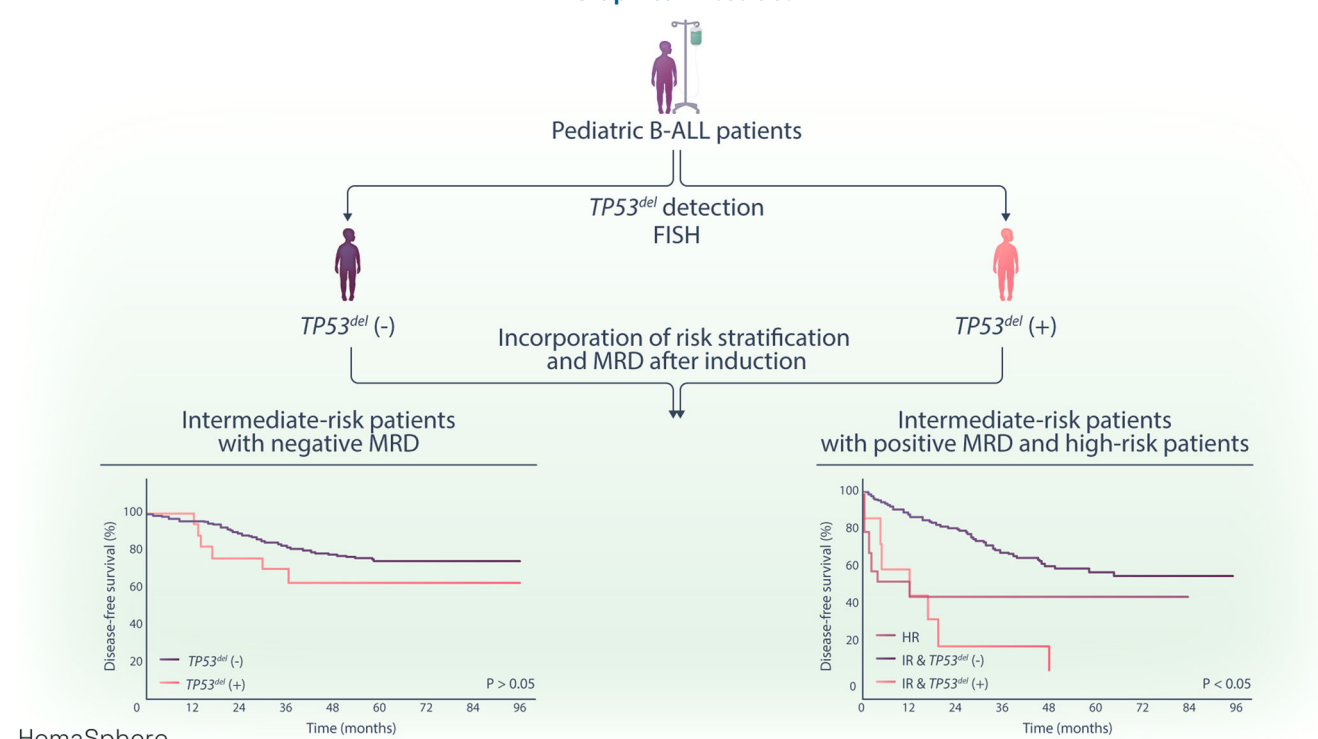 Pediatric B-ALL patients
TP53del detection
FISH
TP53del (-)
TP53del (+)
Incorporation of risk stratification
and MRD after induction
Intermediate-risk patients
with negative MRD
Disease-free survival (%)
100
80
60
40
20
TP53del (-)
TP53del (+)
P > 0.05
0 12 24 36 48 60 72 84 96
Time (months)
Intermediate-risk patients
with positive MRD and high-risk patients
Disease-free survival (%)
100
80
60
40
20
0
HR
IR & TP53del (-)
IR & TP53del (+)
P < 0.05
0 12 24 36 48 60 72 84 96
Time (months)
HemaSphere